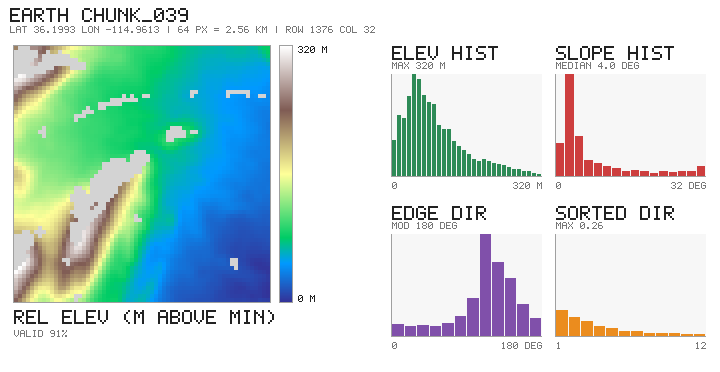 EARTH CHUNK_039
LAT 36.1993 LON -114.9613 | 64 PX = 2.56 KM | ROW 1376 COL 32
320 M
0 M
REL ELEV (M ABOVE MIN)
VALID 91%
ELEV HIST
MAX 320 M
0 320 M
SLOPE HIST
MEDIAN 4.0 DEG
0 32 DEG
EDGE DIR
MOD 180 DEG
0 180 DEG
SORTED DIR
MAX 0.26
1 12